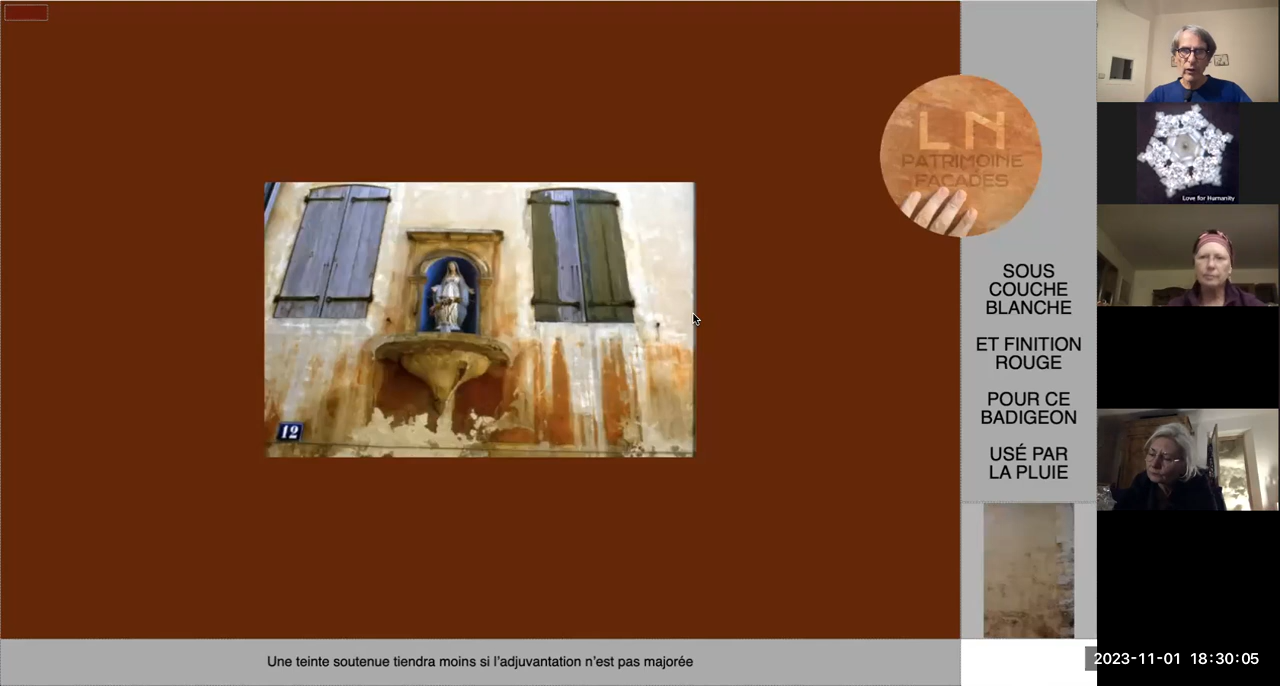 LN
PATRIMOINE
FAÇADES
SOUS
COUCHE
BLANCHE
ET FINITION
ROUGE
POUR CE
BADIGEON
USÉ PAR
LA PLUIE
12
Une teinte soutenue tiendra moins si l'adjuvantation n'est pas majorée
Love for Humanity
2023-11-01 18:30:05